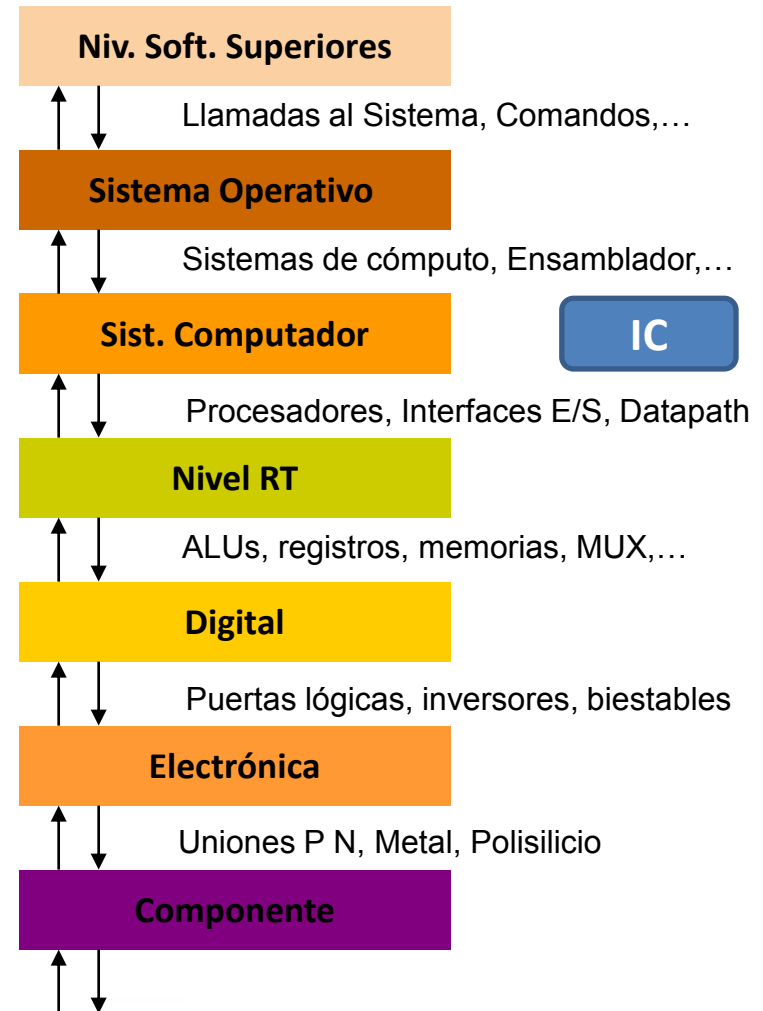 Niv. Soft. Superiores
Llamadas al Sistema, Comandos,…
Sistema Operativo
Sistemas de cómputo, Ensamblador,…
Sist. Computador
IC
Procesadores, Interfaces E/S, Datapath
Nivel RT
ALUs, registros, memorias, MUX,…
Digital
Puertas lógicas, inversores, biestables
Electrónica
Uniones P N, Metal, Polisilicio
Componente